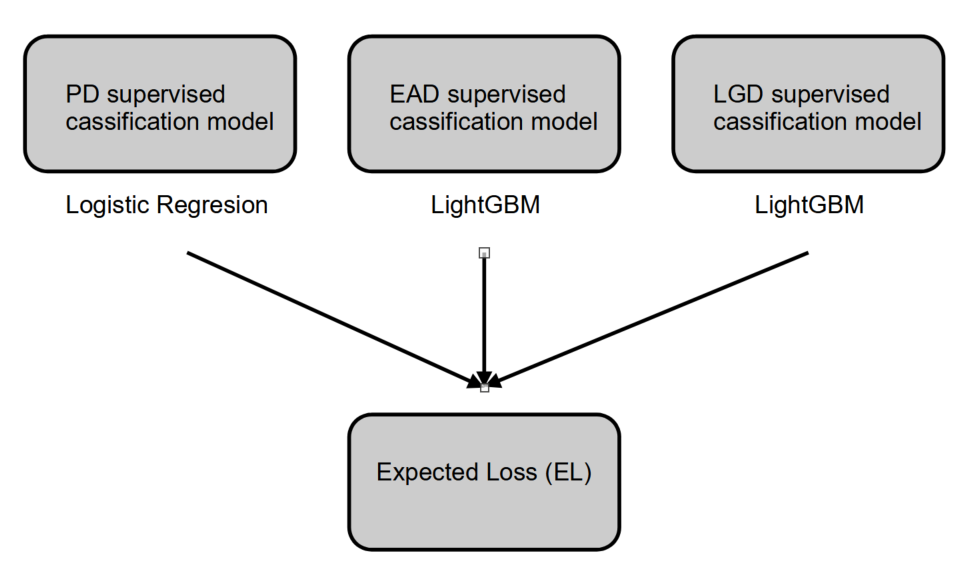 PD supervised
cassification model
EAD supervised
cassification model
LGD supervised
cassification model
Logistic Regresion
LightGBM
LightGBM
Expected Loss (EL)